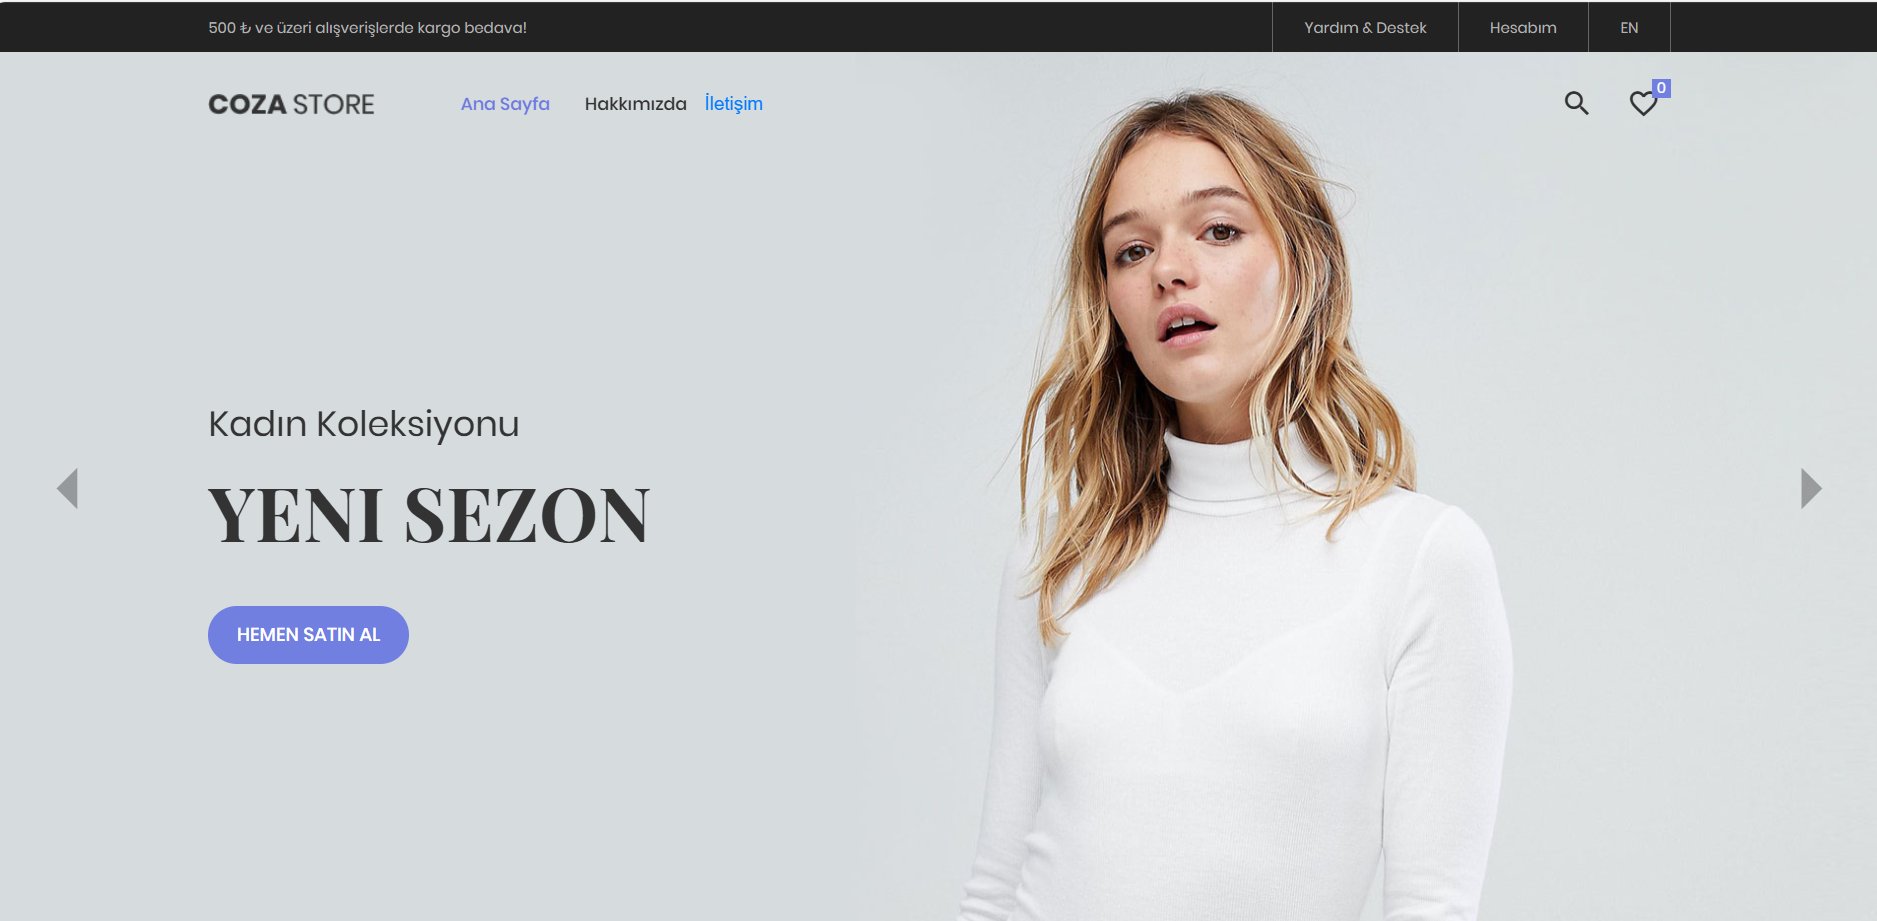 500 ₺ ve üzeri alışverişlerde kargo bedava!
Yardım & Destek
Hesabım
EN
COZA STORE
Ana Sayfa
Hakkımızda
İletişim
0
Kadın Koleksiyonu
YENI SEZON
HEMEN SATIN AL